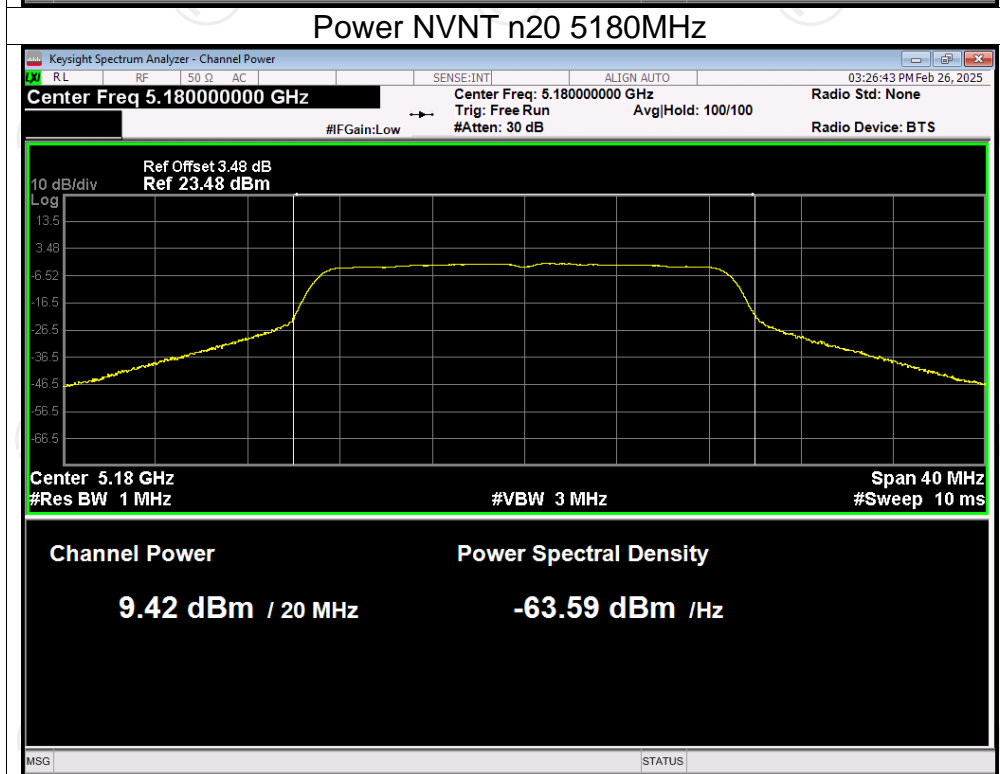 Power NVNT n20 5180MHz
Keysight Spectrum Analyzer - Channel Power
LXI RL RF 50 Ω AC SENSE:INT ALIGN AUTO 03:26:43 PM Feb 26, 2025
Center Freq 5.180000000 GHz Center Freq: 5.180000000 GHz Radio Std: None
Trig: Free Run Avg|Hold: 100/100
#IFGain:Low #Atten: 30 dB Radio Device: BTS
Ref Offset 3.48 dB
10 dB/div Ref 23.48 dBm
Log
13.5
3.48
-6.52
-16.5
-26.5
-36.5
-46.5
-56.5
-66.5
Center 5.18 GHz Span 40 MHz
#Res BW 1 MHz #VBW 3 MHz #Sweep 10 ms
Channel Power Power Spectral Density
9.42 dBm / 20 MHz -63.59 dBm /Hz
MSG STATUS